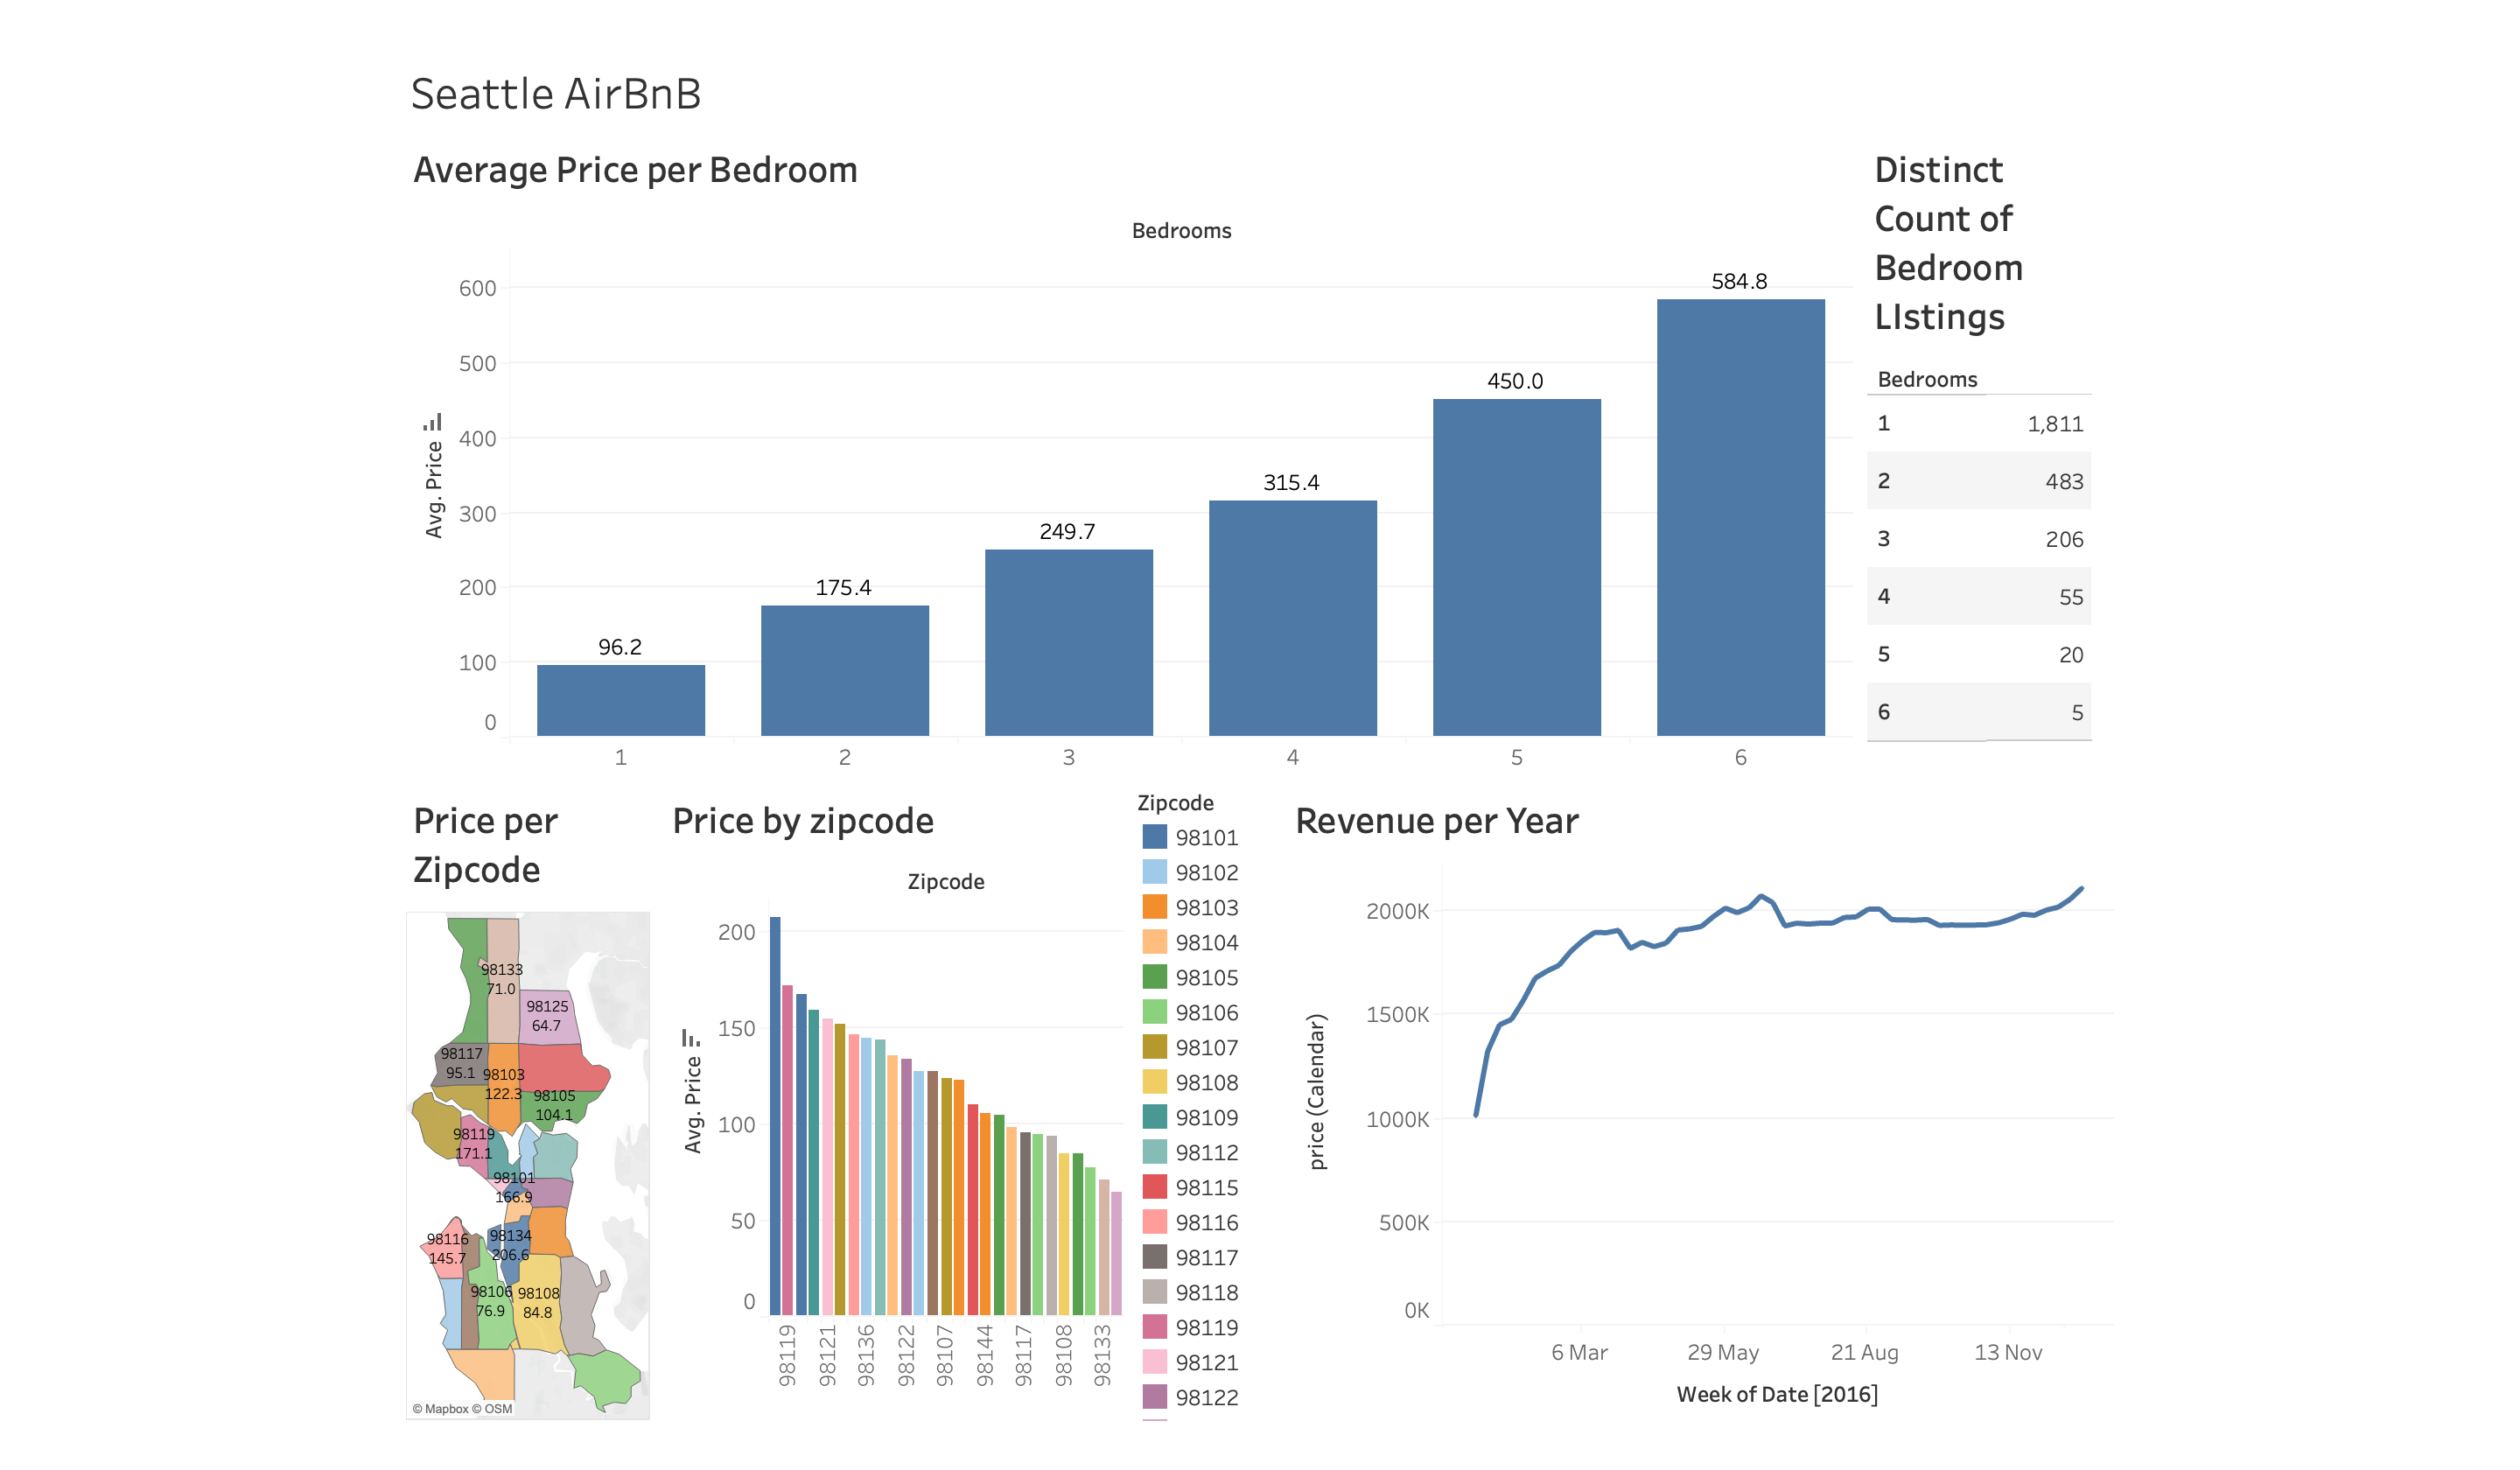 Seattle AirBnB
Average Price per Bedroom
Bedrooms
Avg. Price
600
500
400
300
200
100
0
96.2
175.4
249.7
315.4
450.0
584.8
1
2
3
4
5
6
Distinct
Count of
Bedroom
LIstings
Bedrooms
1 1,811
2 483
3 206
4 55
5 20
6 5
Price per
Zipcode
98133
71.0
98125
64.7
98117
95.1
98103
122.3
98105
104.1
98119
171.1
98101
166.9
98116
145.7
98134
206.6
98106
76.9
98108
84.8
© Mapbox © OSM
Price by zipcode
Zipcode
Avg. Price
200
150
100
50
0
98119
98121
98136
98122
98107
98144
98117
98108
98133
Zipcode
98101
98102
98103
98104
98105
98106
98107
98108
98109
98112
98115
98116
98117
98118
98119
98121
98122
Revenue per Year
price (Calendar)
2000K
1500K
1000K
500K
0K
6 Mar
29 May
21 Aug
13 Nov
Week of Date [2016]